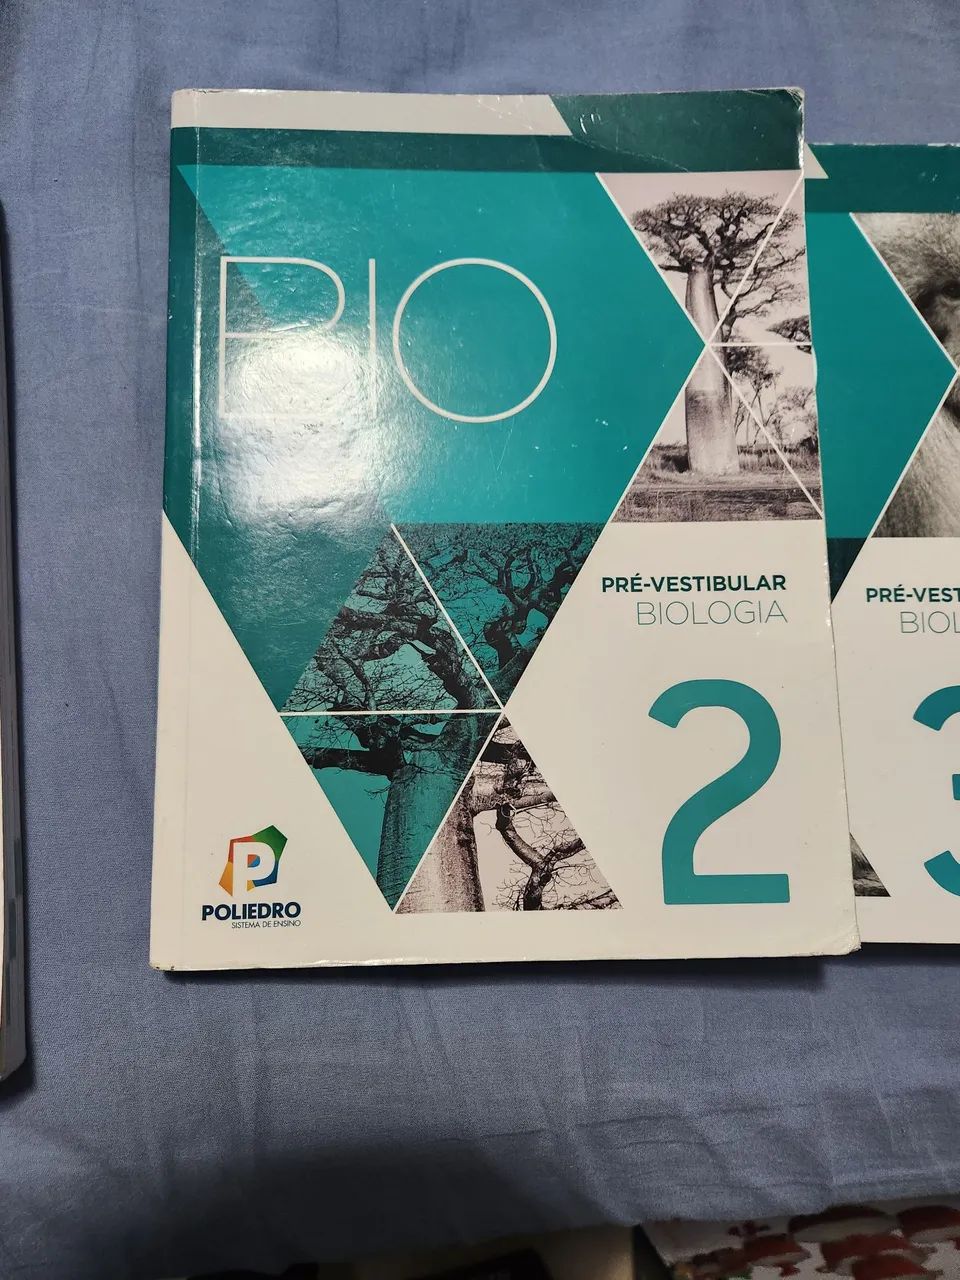 BIO
PRÉ-VESTIBULAR
BIOLOGIA
2
P
POLIEDRO
SISTEMA DE ENSINO
PRÉ-VEST
BIOL
3